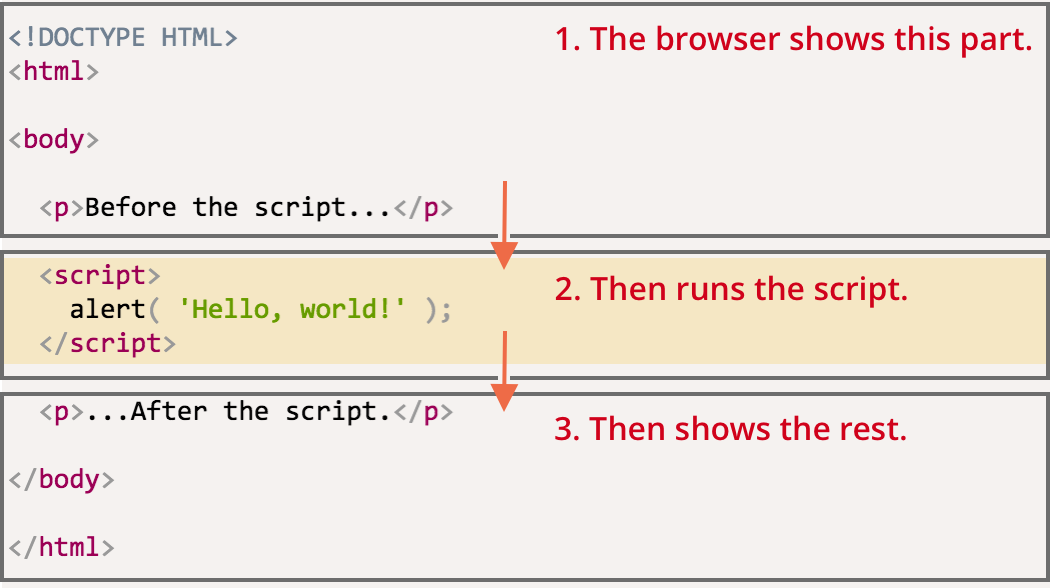 <!DOCTYPE HTML>
1. The browser shows this part.
<html>
<body>
<p>Before the script...</p>
<script>
2. Then runs the script.
alert( 'Hello, world!' );
</script>
<p>...After the script.</p>
3. Then shows the rest.
</body>
</html>